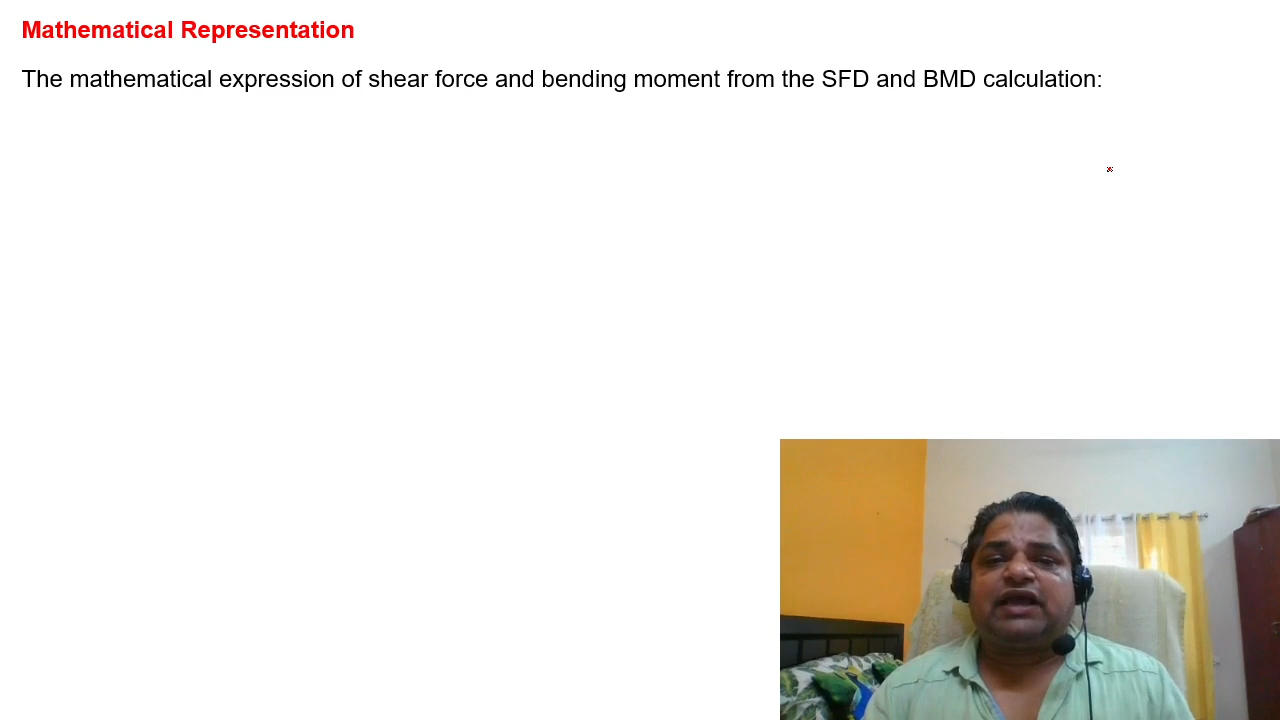 Mathematical Representation
The mathematical expression of shear force and bending moment from the SFD and BMD calculation: